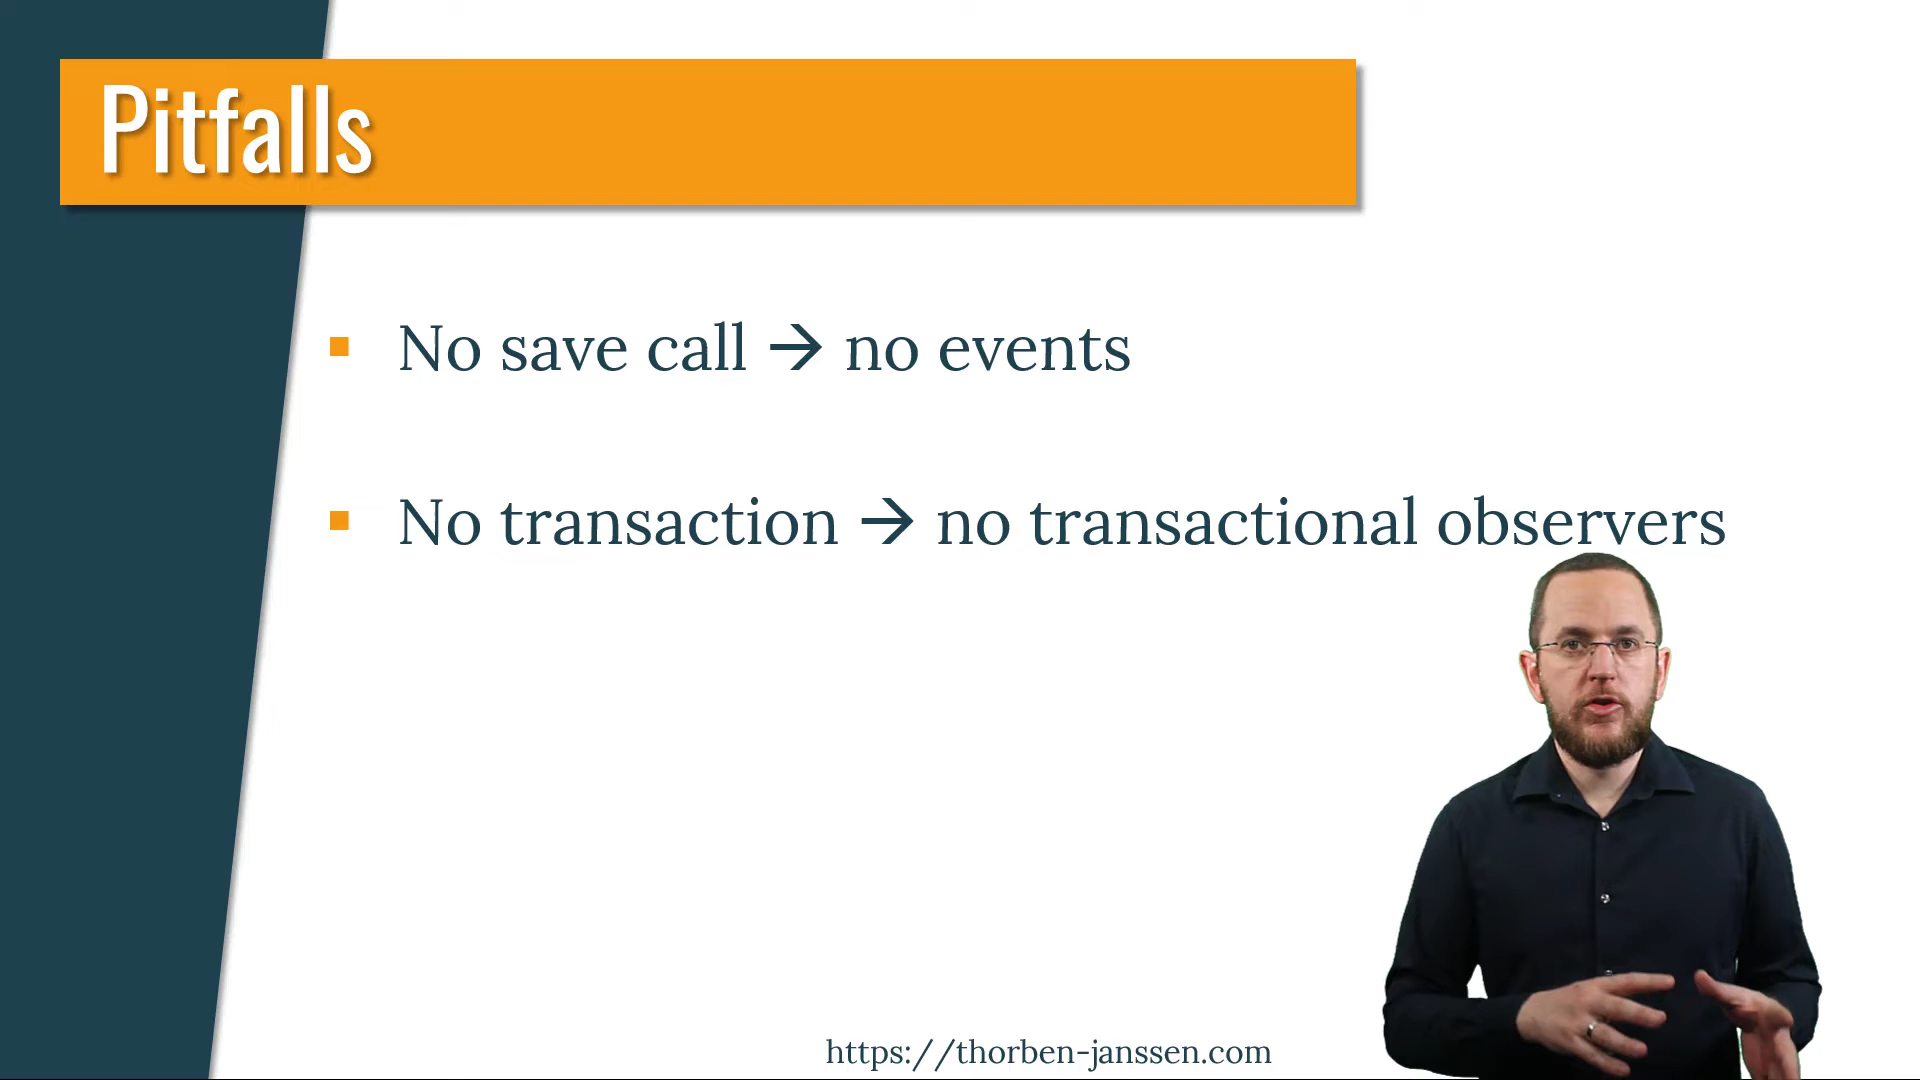 Pitfalls
No save call → no events
No transaction → no transactional observers
https://thorben-janssen.com